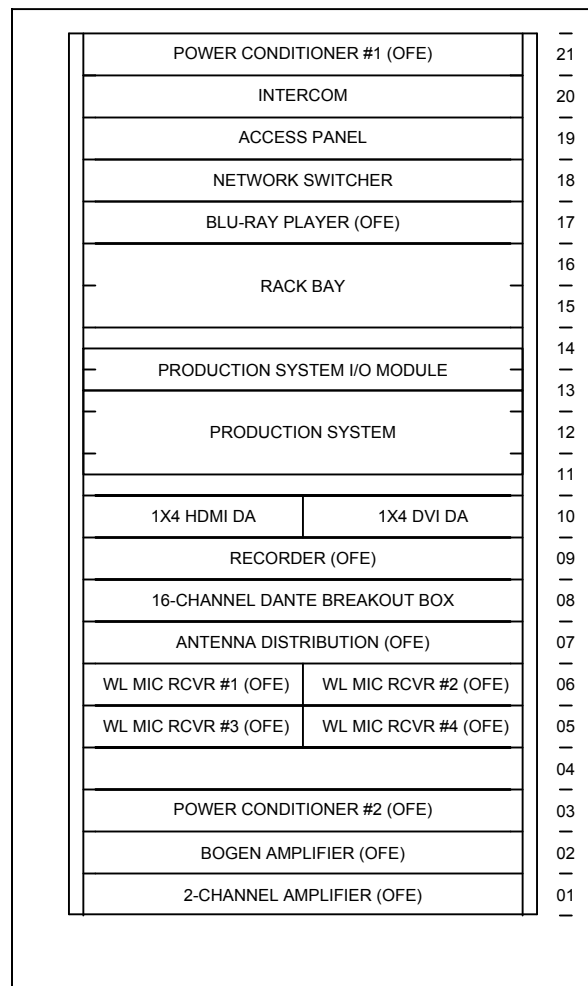 POWER CONDITIONER #1 (OFE) 21
INTERCOM 20
ACCESS PANEL 19
NETWORK SWITCHER 18
BLU-RAY PLAYER (OFE) 17
16
RACK BAY
15
14
PRODUCTION SYSTEM I/O MODULE
13
PRODUCTION SYSTEM 12
11
1X4 HDMI DA 1X4 DVI DA 10
RECORDER (OFE) 09
16-CHANNEL DANTE BREAKOUT BOX 08
ANTENNA DISTRIBUTION (OFE) 07
WL MIC RCVR #1 (OFE) WL MIC RCVR #2 (OFE) 06
WL MIC RCVR #3 (OFE) WL MIC RCVR #4 (OFE) 05
04
POWER CONDITIONER #2 (OFE) 03
BOGEN AMPLIFIER (OFE) 02
2-CHANNEL AMPLIFIER (OFE) 01